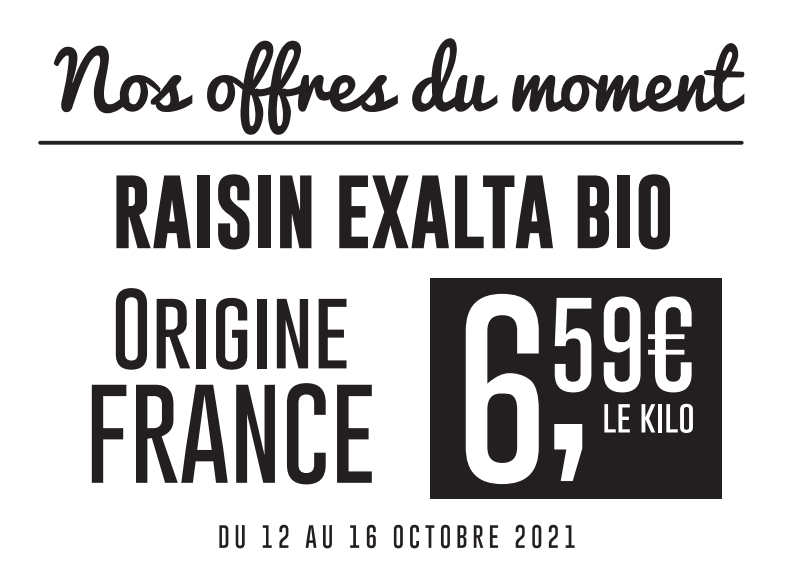 Nos offres du moment
RAISIN EXALTA BIO
ORIGINE
FRANCE
6,59€
LE KILO
DU 12 AU 16 OCTOBRE 2021